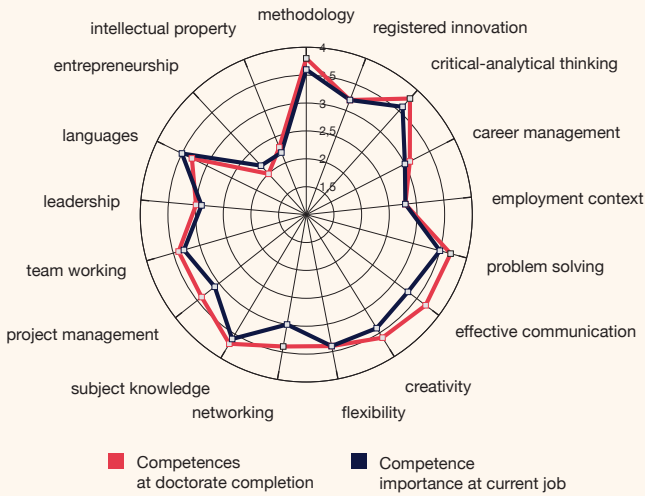 methodology
intellectual property
registered innovation
entrepreneurship
critical-analytical thinking
4
3
2,5
2
1,5
languages
career management
leadership
employment context
team working
problem solving
project management
effective communication
subject knowledge
creativity
networking
flexibility
Competences
at doctorate completion
Competence
importance at current job